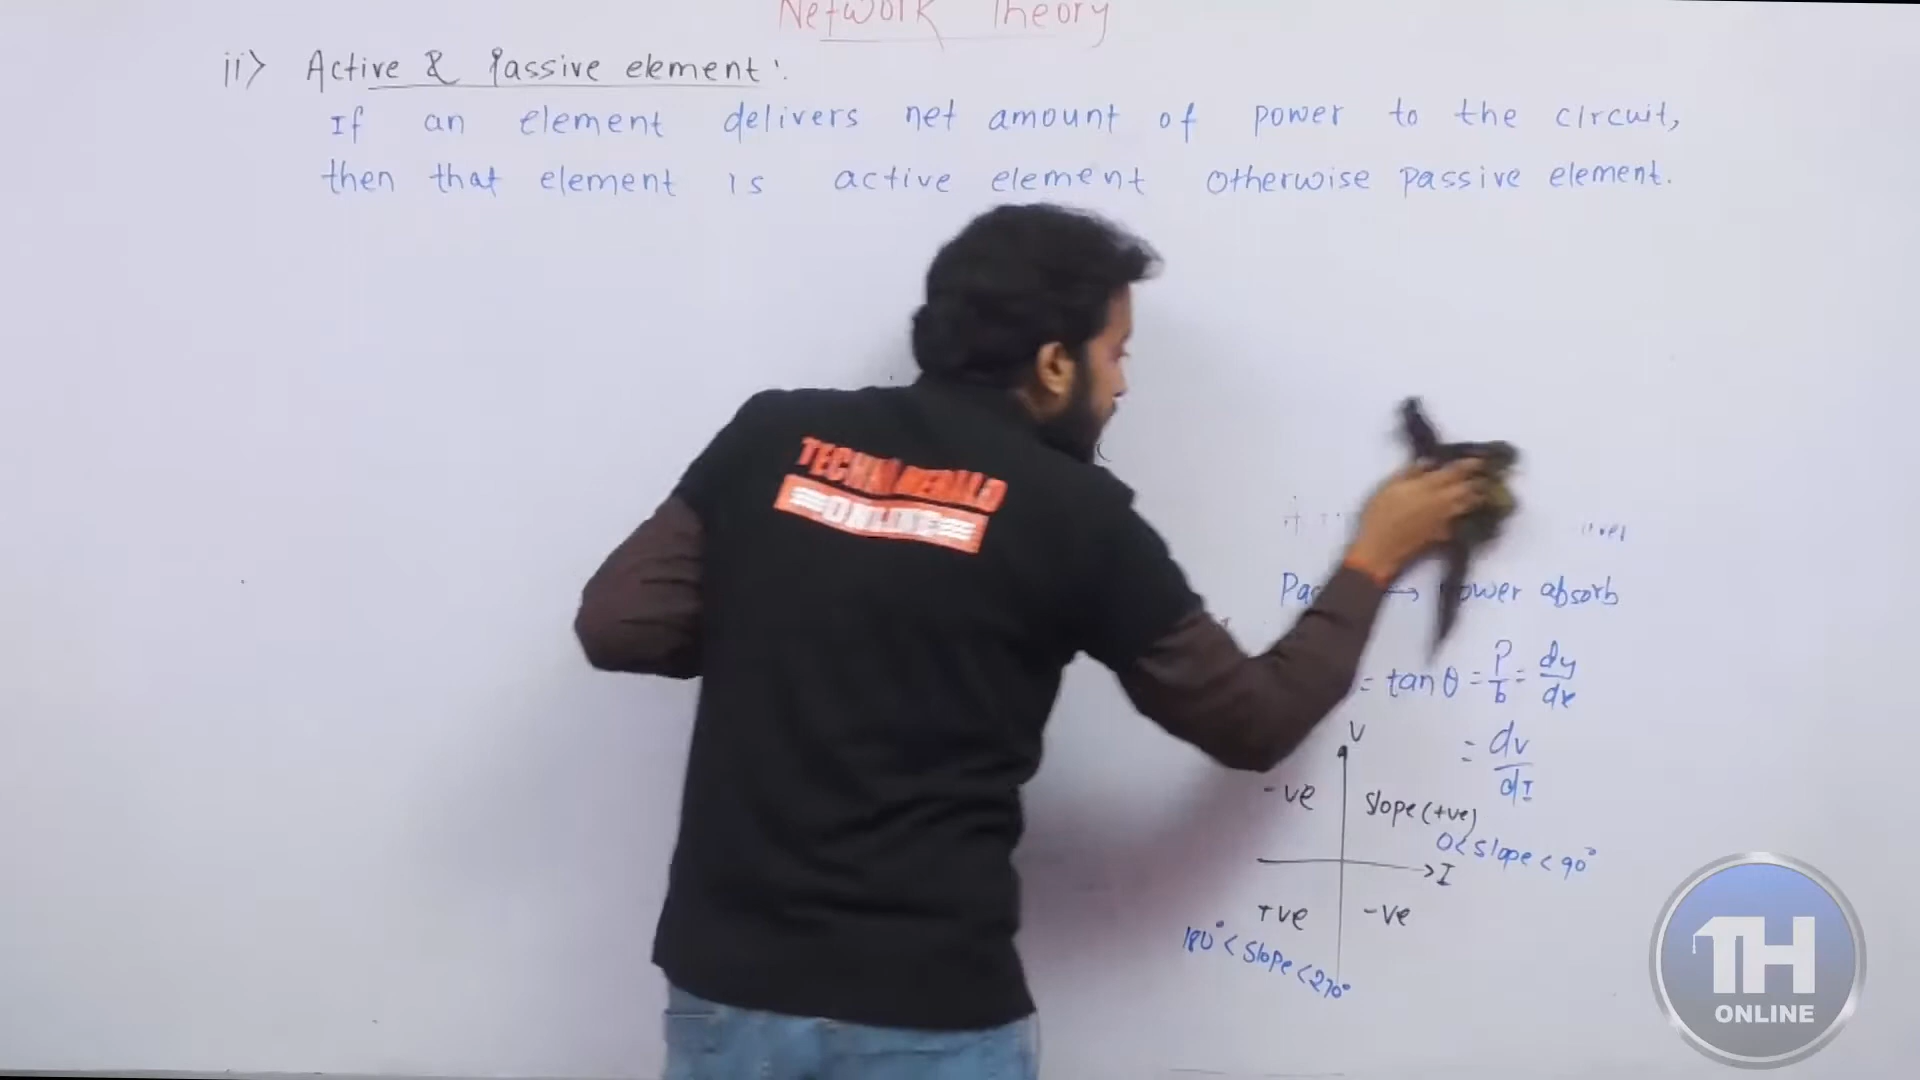 Network Theory
ii> Active & Passive element:
If an element delivers net amount of power to the circuit,
then that element is active element otherwise passive element.
TECHN HERALD
ONLINE
→ Power absorb
= tan θ = P/b = dy/dx
= dv/dI
V
-ve
Slope (+ve)
0 < slope < 90°
I
+ve
-ve
180° < slope < 270°
TH
ONLINE